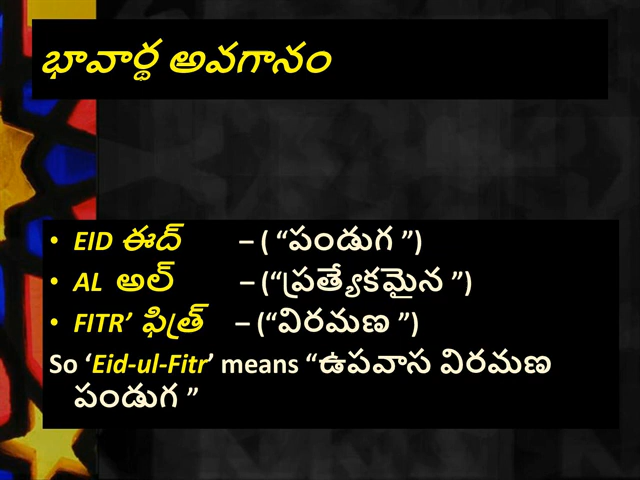 భావార్థ అవగానం
• EID ఈద్ – ( “పండుగ ”)
• AL అల్ – (“ప్రత్యేకమైన ”)
• FITR’ ఫిత్ర్ – (“విరమణ ”)
So ‘Eid-ul-Fitr’ means “ఉపవాస విరమణ
పండుగ ”